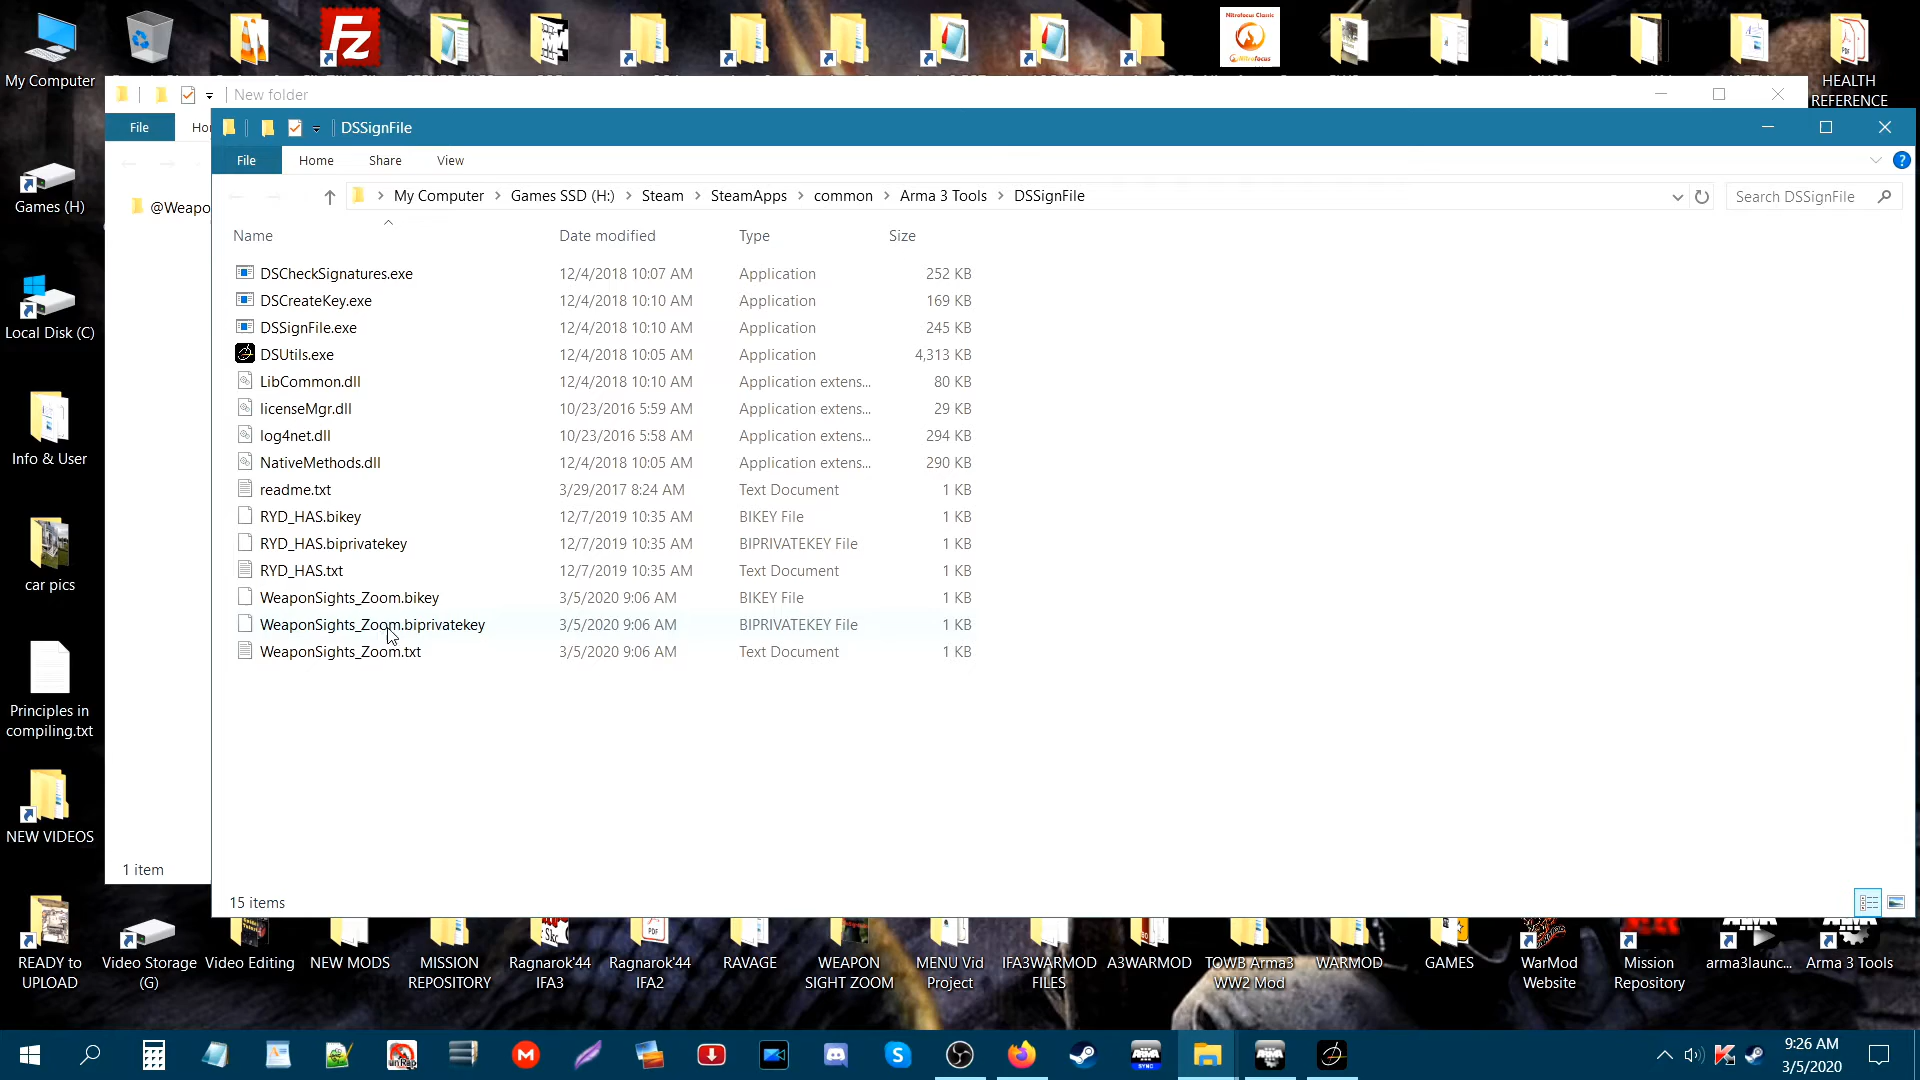 My Computer
HEALTH
REFERENCE
New folder
File
DSSignFile
File
Home
Share
View
My Computer
Games SSD (H:)
Steam
SteamApps
common
Arma 3 Tools
DSSignFile
Search DSSignFile
@Weapo
Name
Date modified
Type
Size
DSCheckSignatures.exe 12/4/2018 10:07 AM Application 252 KB
DSCreateKey.exe 12/4/2018 10:10 AM Application 169 KB
DSSignFile.exe 12/4/2018 10:10 AM Application 245 KB
DSUtils.exe 12/4/2018 10:05 AM Application 4,313 KB
LibCommon.dll 12/4/2018 10:10 AM Application extens... 80 KB
licenseMgr.dll 10/23/2016 5:59 AM Application extens... 29 KB
log4net.dll 10/23/2016 5:58 AM Application extens... 294 KB
NativeMethods.dll 12/4/2018 10:05 AM Application extens... 290 KB
readme.txt 3/29/2017 8:24 AM Text Document 1 KB
RYD_HAS.bikey 12/7/2019 10:35 AM BIKEY File 1 KB
RYD_HAS.biprivatekey 12/7/2019 10:35 AM BIPRIVATEKEY File 1 KB
RYD_HAS.txt 12/7/2019 10:35 AM Text Document 1 KB
WeaponSights_Zoom.bikey 3/5/2020 9:06 AM BIKEY File 1 KB
WeaponSights_Zoom.biprivatekey 3/5/2020 9:06 AM BIPRIVATEKEY File 1 KB
WeaponSights_Zoom.txt 3/5/2020 9:06 AM Text Document 1 KB
1 item
15 items
Games (H)
Local Disk (C)
Info & User
car pics
Principles in
compiling.txt
NEW VIDEOS
READY to
UPLOAD
Video Storage
(G)
Video Editing
NEW MODS
MISSION
REPOSITORY
Ragnarok'44
IFA3
Ragnarok'44
IFA2
RAVAGE
WEAPON
SIGHT ZOOM
MENU Vid
Project
IFA3WARMOD
FILES
A3WARMOD
TOWB Arma3
WW2 Mod
WARMOD
GAMES
WarMod
Website
Mission
Repository
arma3launc...
Arma 3 Tools
9:26 AM
3/5/2020